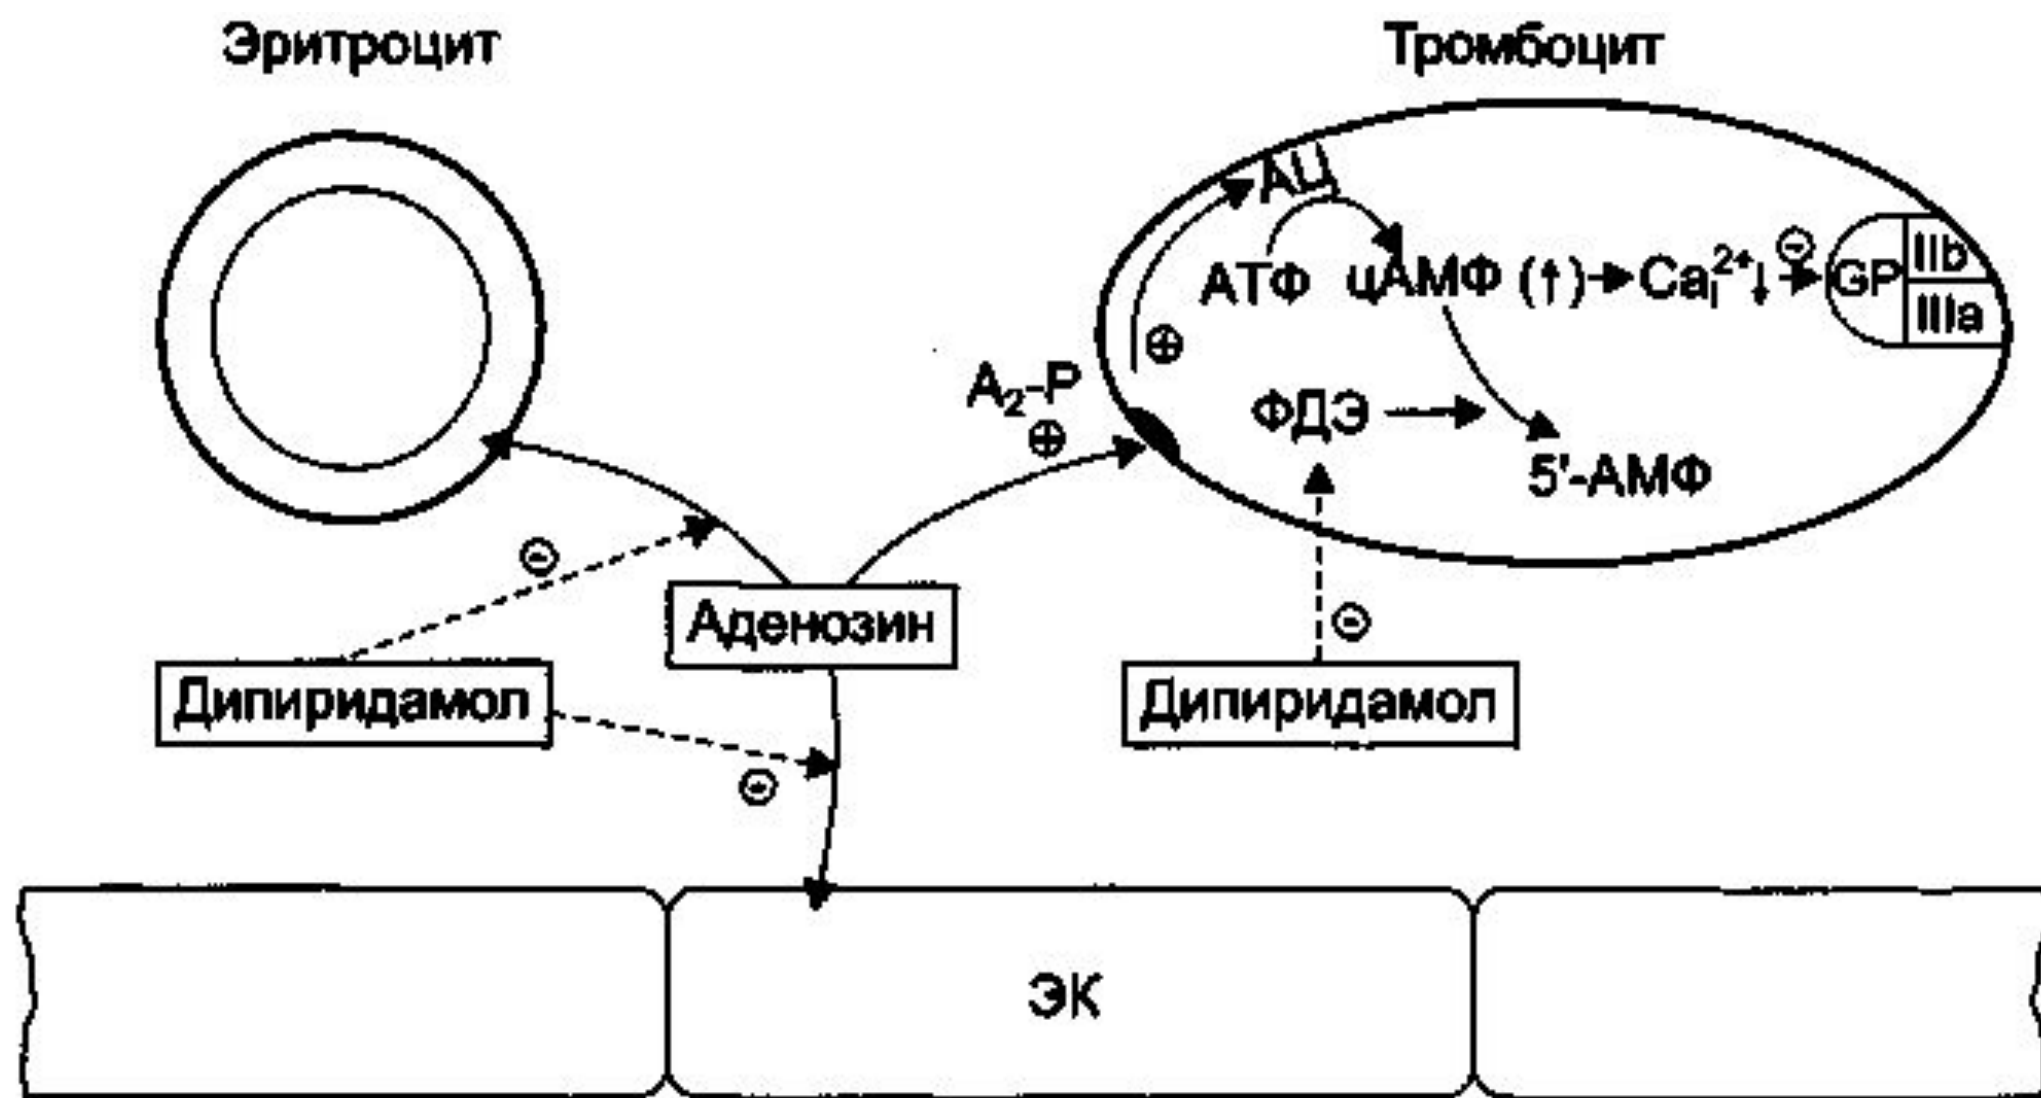 Эритроцит
Тромбоцит
АЦ
АТФ цАМФ (↑) → Ca²⁺ᵢ↓ ⊖ → GP IIb
IIIa
⊕
A₂-P
⊕
ФДЭ
5'-АМФ
⊖
Аденозин
⊖
Дипиридамол
Дипиридамол
⊖
ЭК